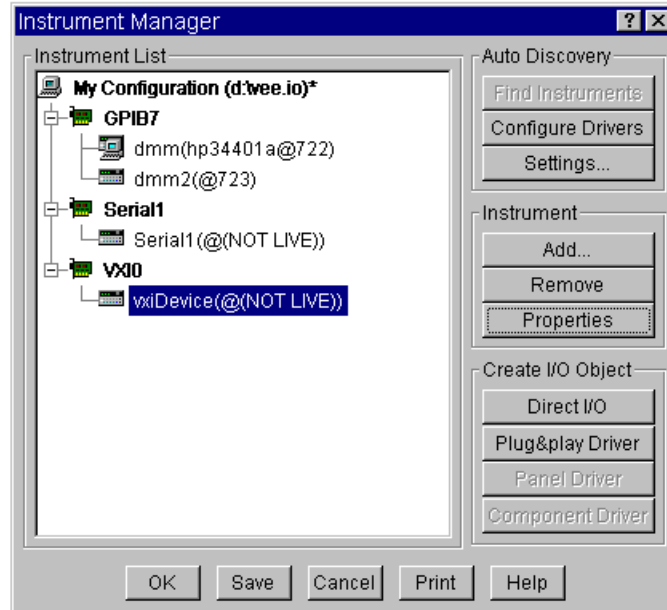 Instrument Manager
Instrument List
My Configuration (d:\vee.io)*
GPIB7
dmm(hp34401a@722)
dmm2(@723)
Serial1
Serial1(@(NOT LIVE))
VXI0
vxiDevice(@(NOT LIVE))
Auto Discovery
Find Instruments
Configure Drivers
Settings...
Instrument
Add...
Remove
Properties
Create I/O Object
Direct I/O
Plug&play Driver
Panel Driver
Component Driver
OK Save Cancel Print Help